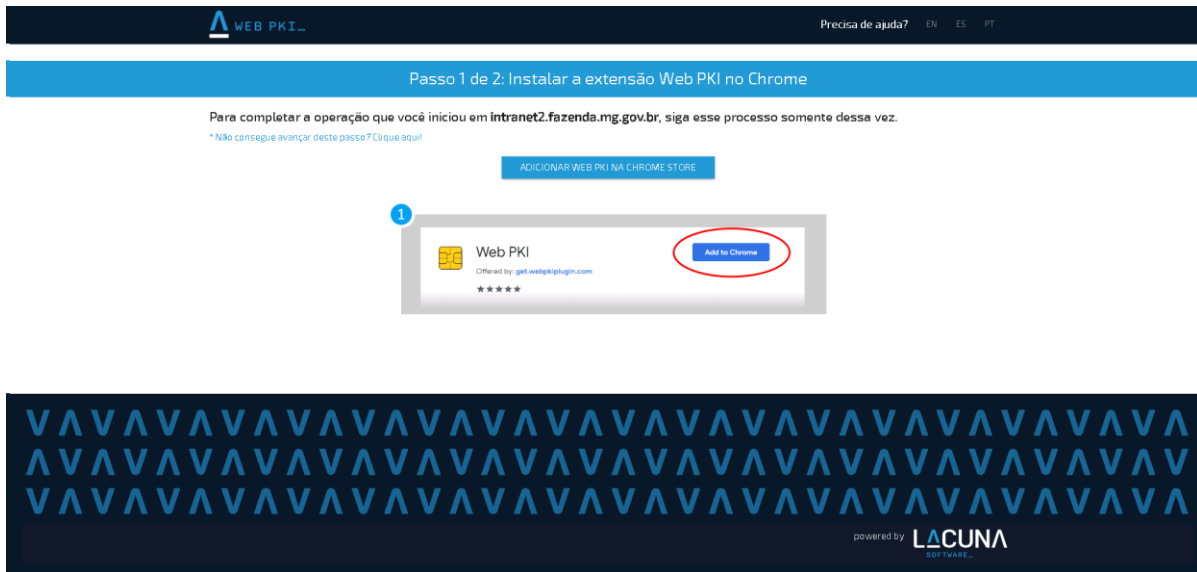 WEB PKI_
Precisa de ajuda? EN ES PT
Passo 1 de 2: Instalar a extensão Web PKI no Chrome
Para completar a operação que você iniciou em intranet2.fazenda.mg.gov.br, siga esse processo somente dessa vez.
* Não consegue avançar deste passo? Clique aqui!
ADICIONAR WEB PKI NA CHROME STORE
1
Web PKI
Add to Chrome
Offered by: get.webpkiplugin.com
powered by LACUNA
SOFTWARE_